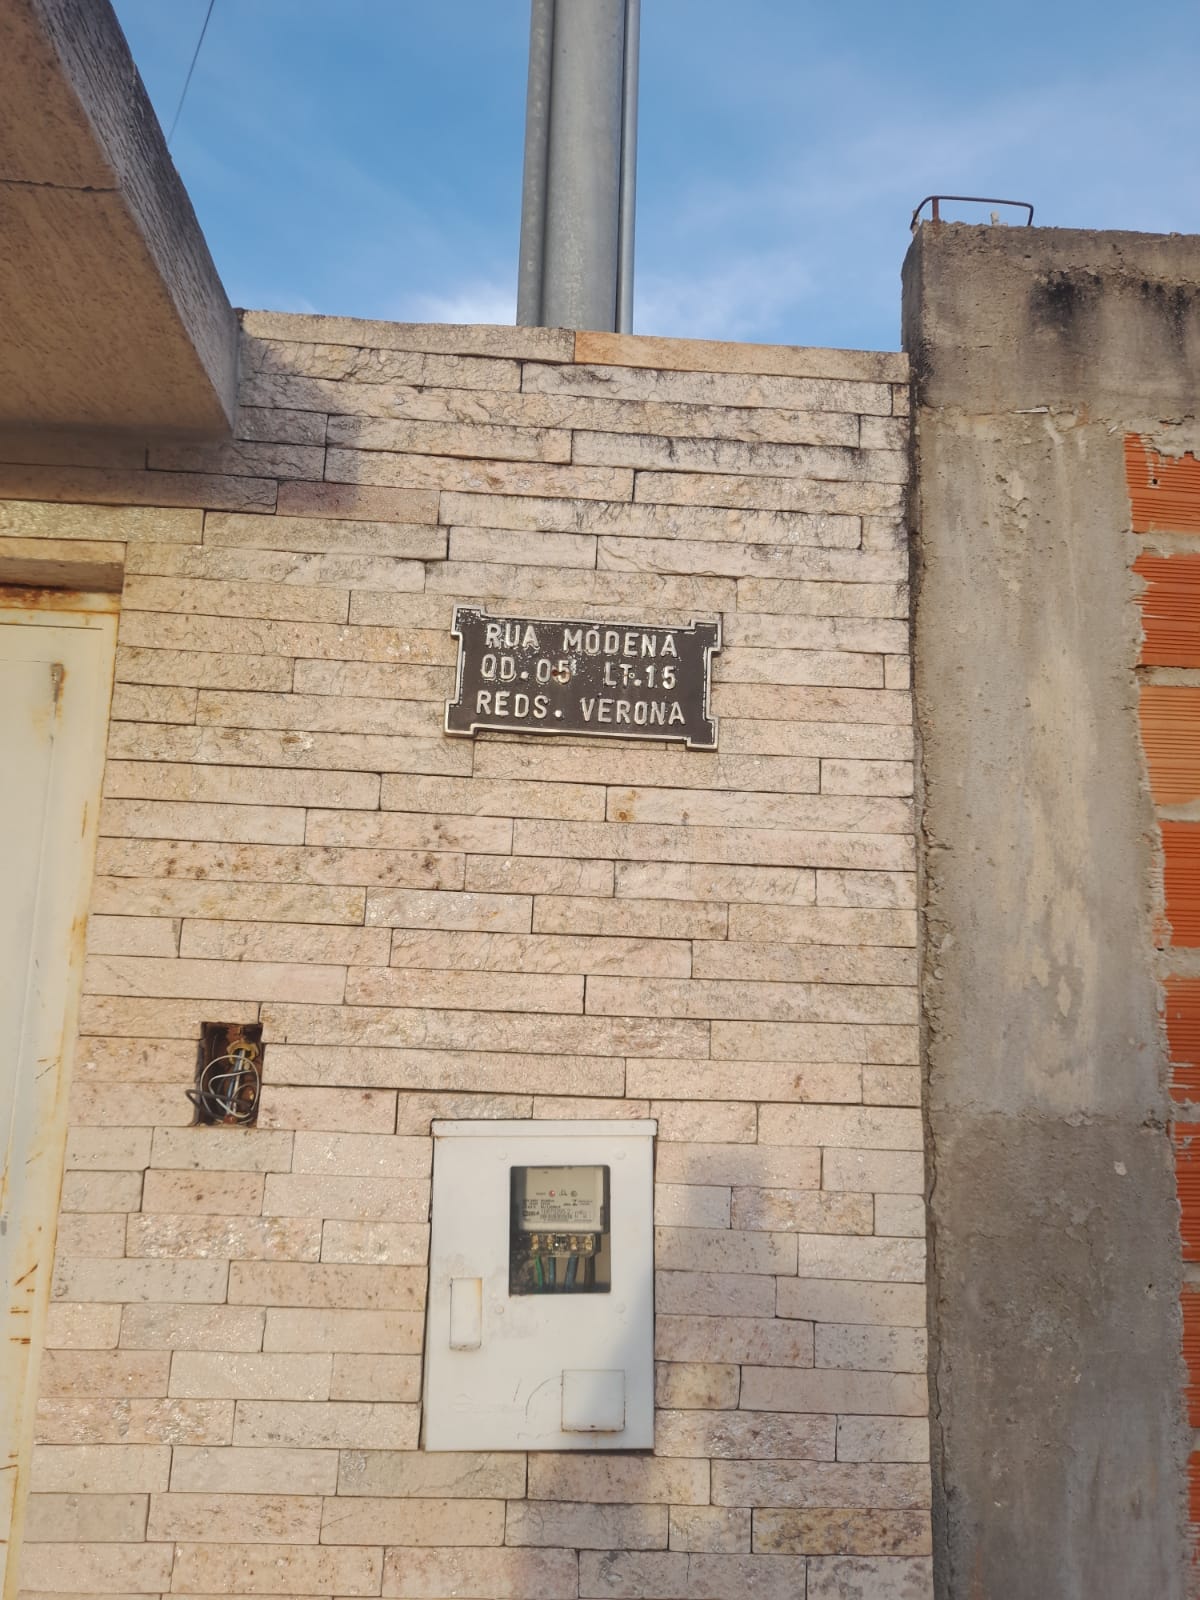 RUA MÓDENA
QD.05 LT.15
REDS. VERONA